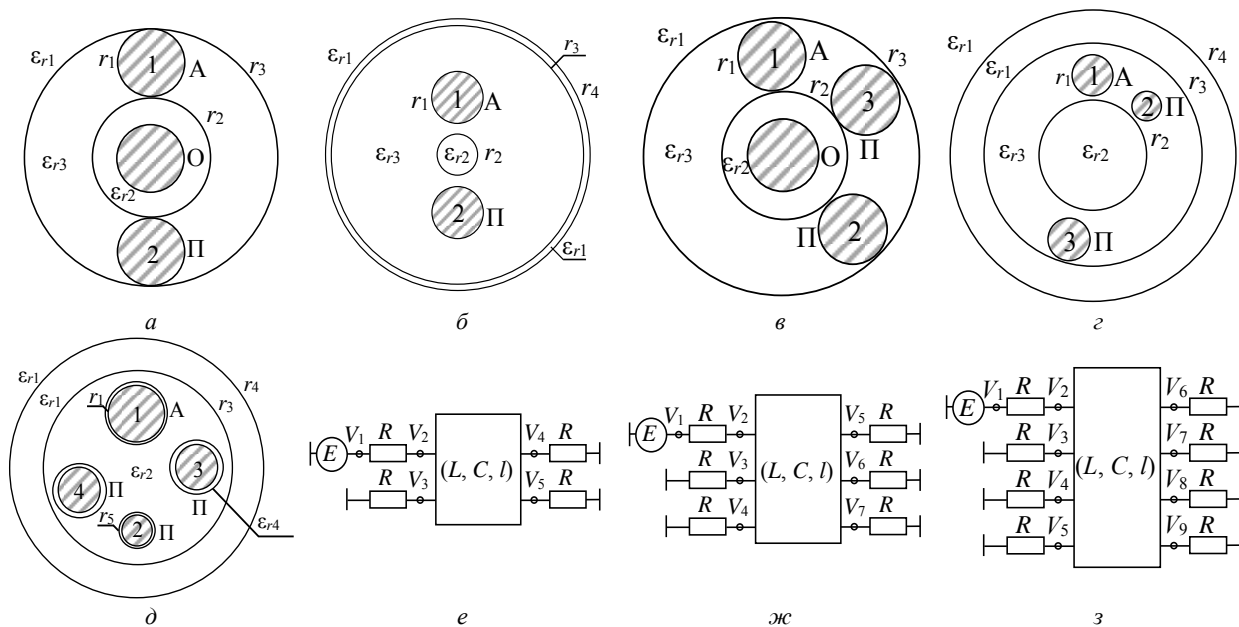 εr1 r1 1 А r3 r2 εr3 О εr2 2 П
εr1 r3 r4 r1 1 А εr3 εr2 r2 2 П εr1
εr1 r1 1 А r2 3 r3 П εr3 εr2 О П 2
εr1 εr1 r1 1 А 2 П r2 r3 r4 εr3 εr2 3 П
а б в г
εr1 εr1 r1 1 А r3 r4 εr2 3 П 4 П r5 2 П εr4
E V1 R V2 (L, C, l) V4 R
R V3 V5 R
E V1 R V2 (L, C, l) V5 R
R V3 V6 R
R V4 V7 R
E V1 R V2 (L, C, l) V6 R
R V3 V7 R
R V4 V8 R
R V5 V9 R
д е ж з